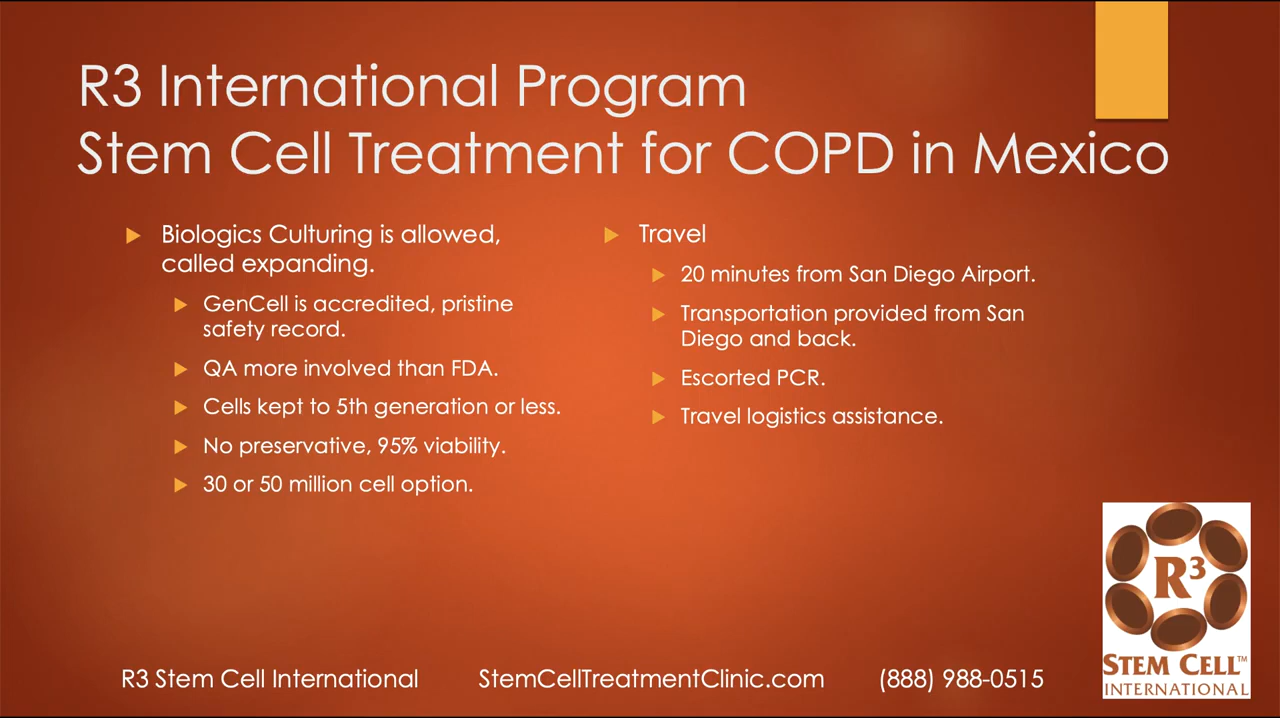 R3 International Program
Stem Cell Treatment for COPD in Mexico
Biologics Culturing is allowed,
called expanding.
GenCell is accredited, pristine
safety record.
QA more involved than FDA.
Cells kept to 5th generation or less.
No preservative, 95% viability.
30 or 50 million cell option.
Travel
20 minutes from San Diego Airport.
Transportation provided from San
Diego and back.
Escorted PCR.
Travel logistics assistance.
R³
STEM CELL™
INTERNATIONAL
R3 Stem Cell International StemCellTreatmentClinic.com (888) 988-0515